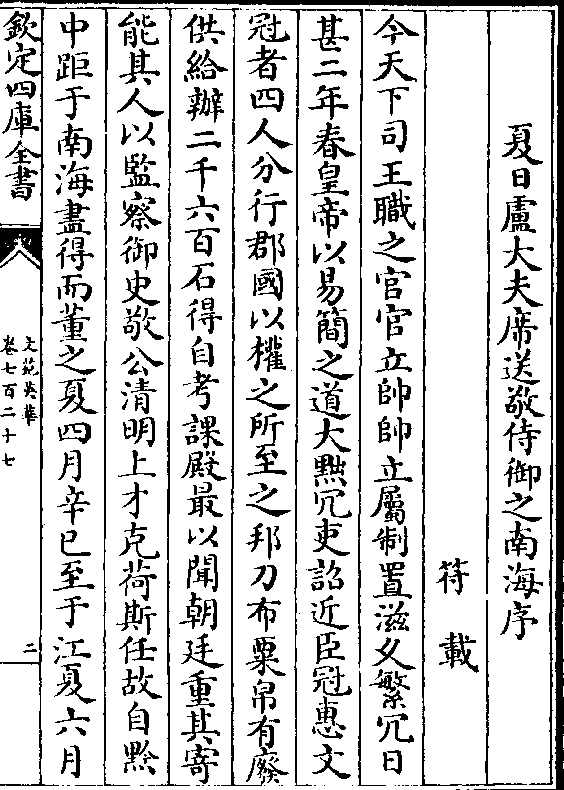 夏日盧大夫席送敬侍御之南海序
符載
今天下司王職之官官立帥帥立屬制置滋久繁冗日
甚二年春皇帝以易簡之道大黜冗吏詔近臣冠惠文
冠者四人分行郡國以權之所至之邦刀布粟帛有廢
供給辦二千六百石得自考課殿最以聞朝廷重其寄
能其人以監察御史敬公清明上才克荷斯任故自黔
中距于南海盡得而董之夏四月辛巳至于江夏六月
欽定四庫全書
文苑英華
卷七百二十七
二